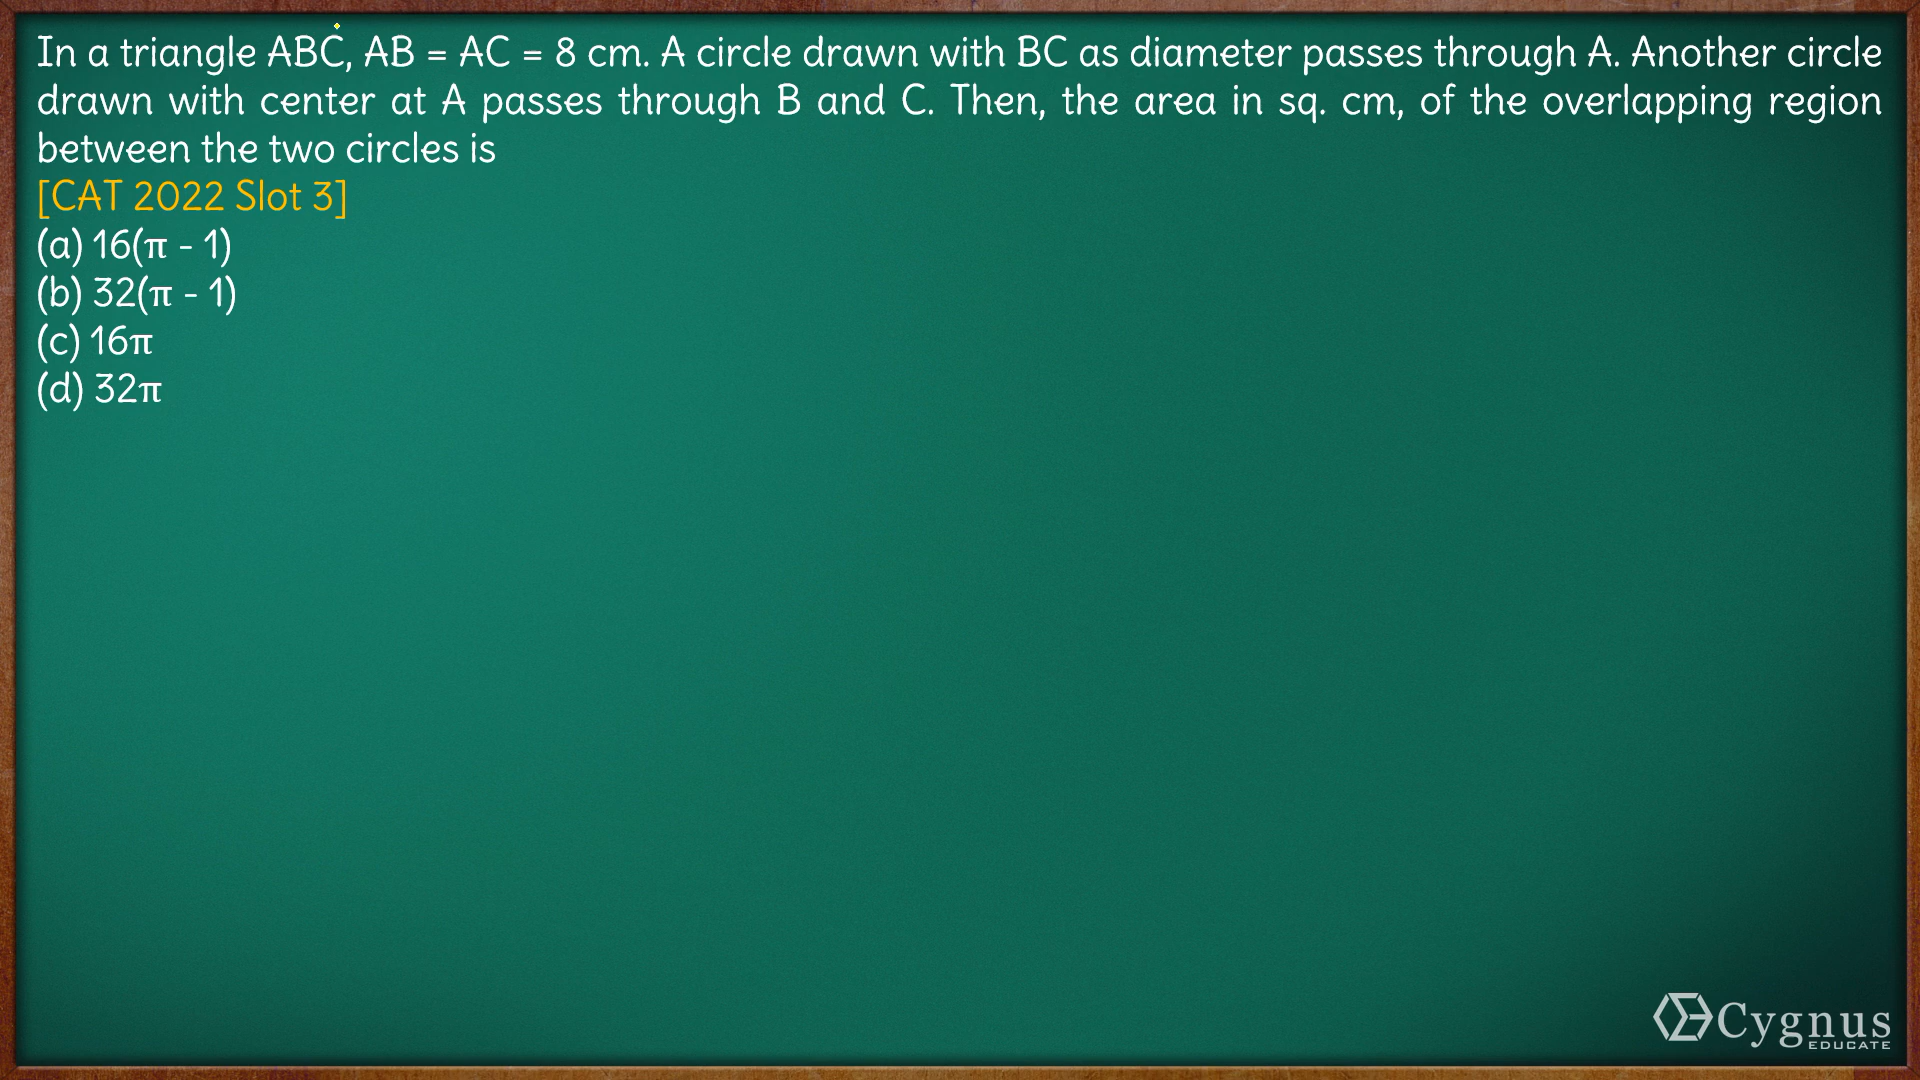 In a triangle ABC, AB = AC = 8 cm. A circle drawn with BC as diameter passes through A. Another circle
drawn with center at A passes through B and C. Then, the area in sq. cm, of the overlapping region
between the two circles is
[CAT 2022 Slot 3]
(a) 16(π - 1)
(b) 32(π - 1)
(c) 16π
(d) 32π
Cygnus
EDUCATE